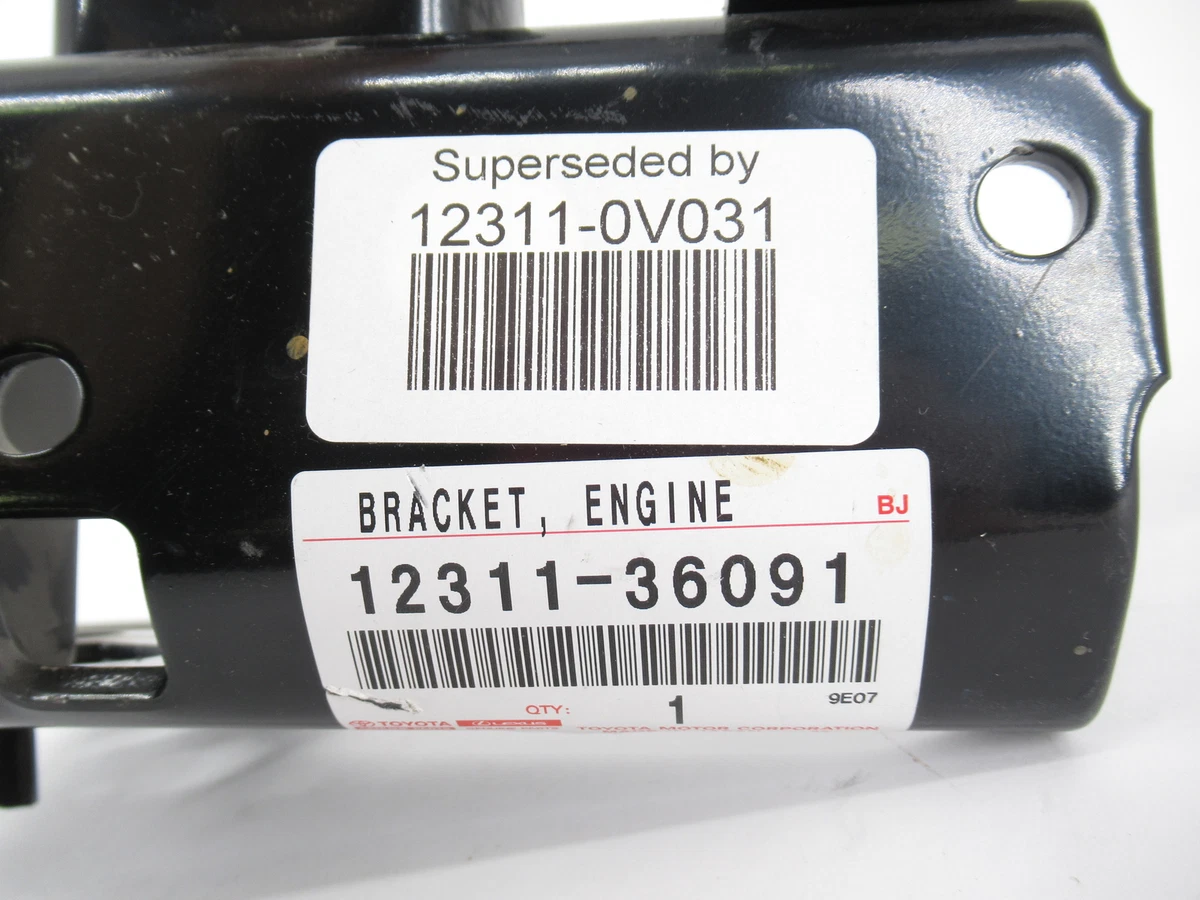 Superseded by
12311-0V031
BRACKET, ENGINE BJ
12311-36091
QTY: 1 9E07
TOYOTA LEXUS TOYOTA MOTOR CORPORATION